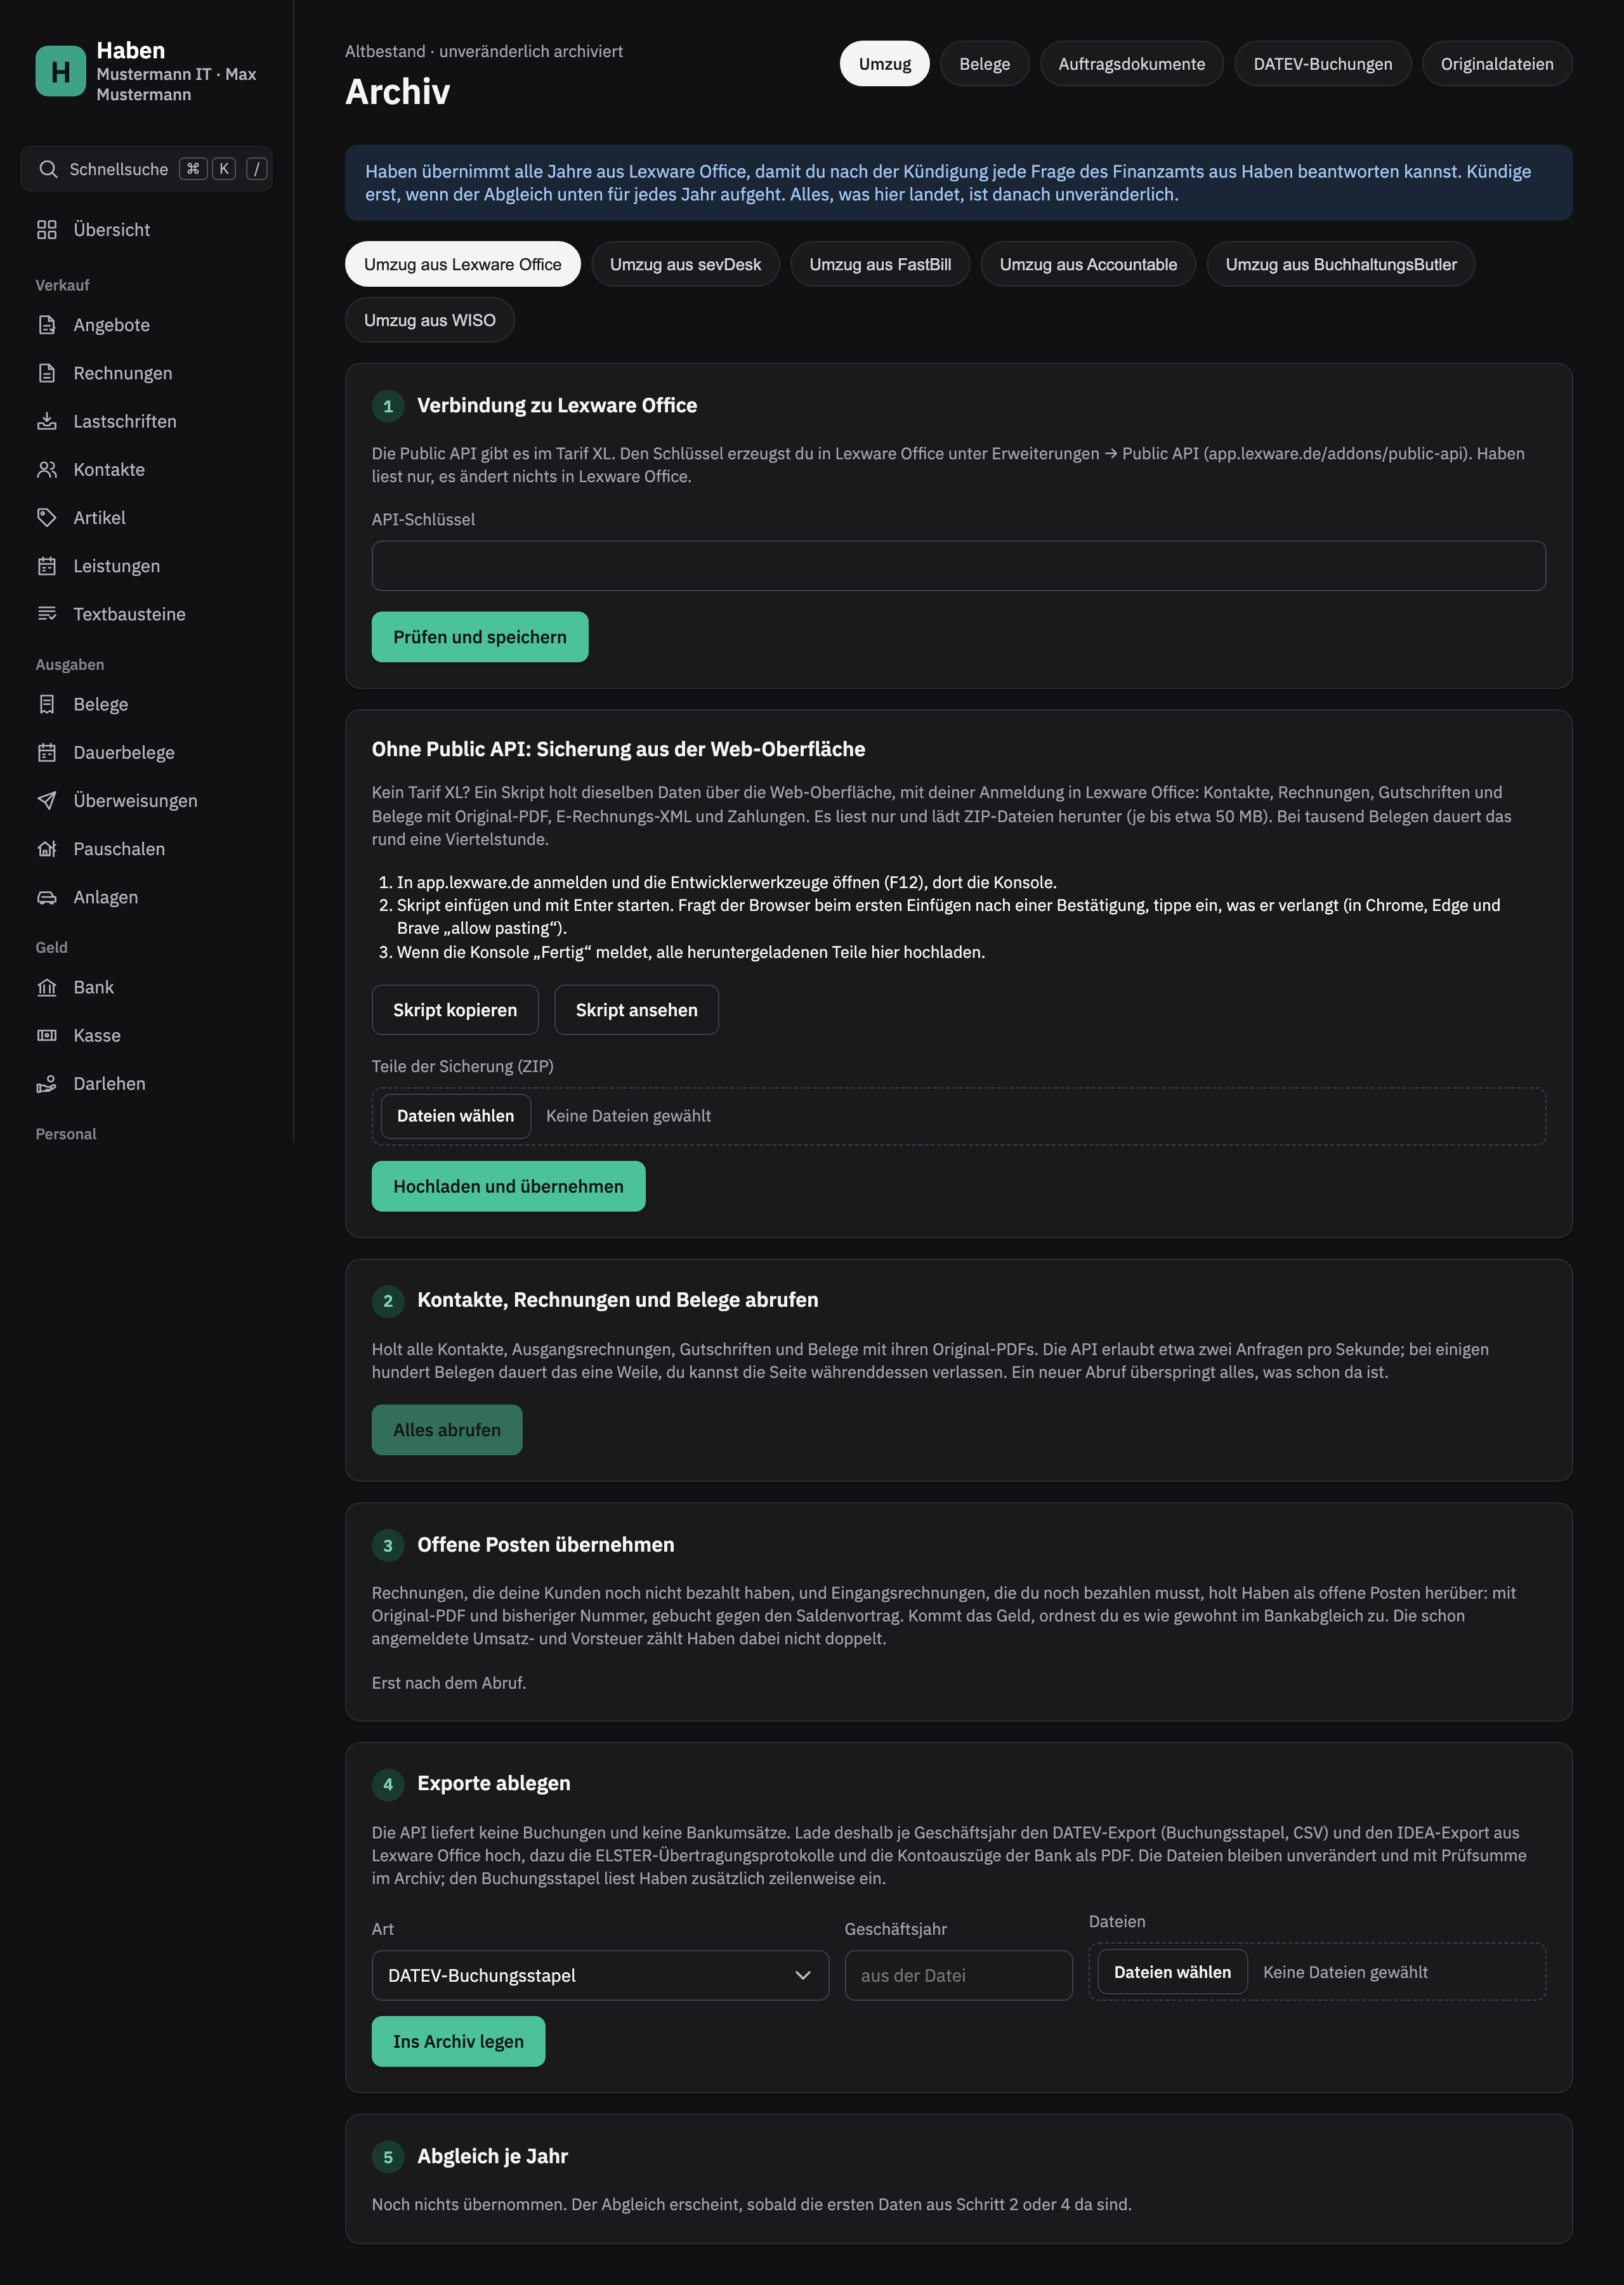 H
Haben
Mustermann IT · Max
Mustermann
Schnellsuche ⌘ K /
Übersicht
Verkauf
Angebote
Rechnungen
Lastschriften
Kontakte
Artikel
Leistungen
Textbausteine
Ausgaben
Belege
Dauerbelege
Überweisungen
Pauschalen
Anlagen
Geld
Bank
Kasse
Darlehen
Personal
Altbestand · unveränderlich archiviert
Archiv
Umzug Belege Auftragsdokumente DATEV-Buchungen Originaldateien
Haben übernimmt alle Jahre aus Lexware Office, damit du nach der Kündigung jede Frage des Finanzamts aus Haben beantworten kannst. Kündige
erst, wenn der Abgleich unten für jedes Jahr aufgeht. Alles, was hier landet, ist danach unveränderlich.
Umzug aus Lexware Office Umzug aus sevDesk Umzug aus FastBill Umzug aus Accountable Umzug aus BuchhaltungsButler
Umzug aus WISO
1 Verbindung zu Lexware Office
Die Public API gibt es im Tarif XL. Den Schlüssel erzeugst du in Lexware Office unter Erweiterungen → Public API (app.lexware.de/addons/public-api). Haben
liest nur, es ändert nichts in Lexware Office.
API-Schlüssel
Prüfen und speichern
Ohne Public API: Sicherung aus der Web-Oberfläche
Kein Tarif XL? Ein Skript holt dieselben Daten über die Web-Oberfläche, mit deiner Anmeldung in Lexware Office: Kontakte, Rechnungen, Gutschriften und
Belege mit Original-PDF, E-Rechnungs-XML und Zahlungen. Es liest nur und lädt ZIP-Dateien herunter (je bis etwa 50 MB). Bei tausend Belegen dauert das
rund eine Viertelstunde.
1. In app.lexware.de anmelden und die Entwicklerwerkzeuge öffnen (F12), dort die Konsole.
2. Skript einfügen und mit Enter starten. Fragt der Browser beim ersten Einfügen nach einer Bestätigung, tippe ein, was er verlangt (in Chrome, Edge und
Brave „allow pasting“).
3. Wenn die Konsole „Fertig“ meldet, alle heruntergeladenen Teile hier hochladen.
Skript kopieren Skript ansehen
Teile der Sicherung (ZIP)
Dateien wählen Keine Dateien gewählt
Hochladen und übernehmen
2 Kontakte, Rechnungen und Belege abrufen
Holt alle Kontakte, Ausgangsrechnungen, Gutschriften und Belege mit ihren Original-PDFs. Die API erlaubt etwa zwei Anfragen pro Sekunde; bei einigen
hundert Belegen dauert das eine Weile, du kannst die Seite währenddessen verlassen. Ein neuer Abruf überspringt alles, was schon da ist.
Alles abrufen
3 Offene Posten übernehmen
Rechnungen, die deine Kunden noch nicht bezahlt haben, und Eingangsrechnungen, die du noch bezahlen musst, holt Haben als offene Posten herüber: mit
Original-PDF und bisheriger Nummer, gebucht gegen den Saldenvortrag. Kommt das Geld, ordnest du es wie gewohnt im Bankabgleich zu. Die schon
angemeldete Umsatz- und Vorsteuer zählt Haben dabei nicht doppelt.
Erst nach dem Abruf.
4 Exporte ablegen
Die API liefert keine Buchungen und keine Bankumsätze. Lade deshalb je Geschäftsjahr den DATEV-Export (Buchungsstapel, CSV) und den IDEA-Export aus
Lexware Office hoch, dazu die ELSTER-Übertragungsprotokolle und die Kontoauszüge der Bank als PDF. Die Dateien bleiben unverändert und mit Prüfsumme
im Archiv; den Buchungsstapel liest Haben zusätzlich zeilenweise ein.
Art Geschäftsjahr Dateien
DATEV-Buchungsstapel aus der Datei Dateien wählen Keine Dateien gewählt
Ins Archiv legen
5 Abgleich je Jahr
Noch nichts übernommen. Der Abgleich erscheint, sobald die ersten Daten aus Schritt 2 oder 4 da sind.